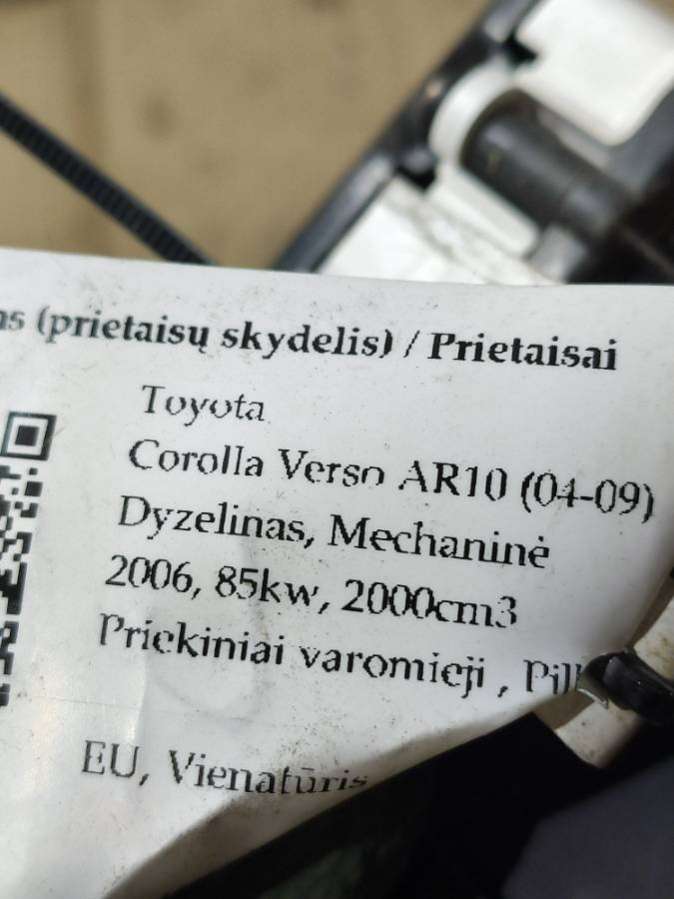 (prietaisų skydelis) / Prietaisai
Toyota
Corolla Verso AR10 (04-09)
Dyzelinas, Mechaninė
2006, 85kw, 2000cm3
Priekiniai varomieji ,
EU, Vienatūris